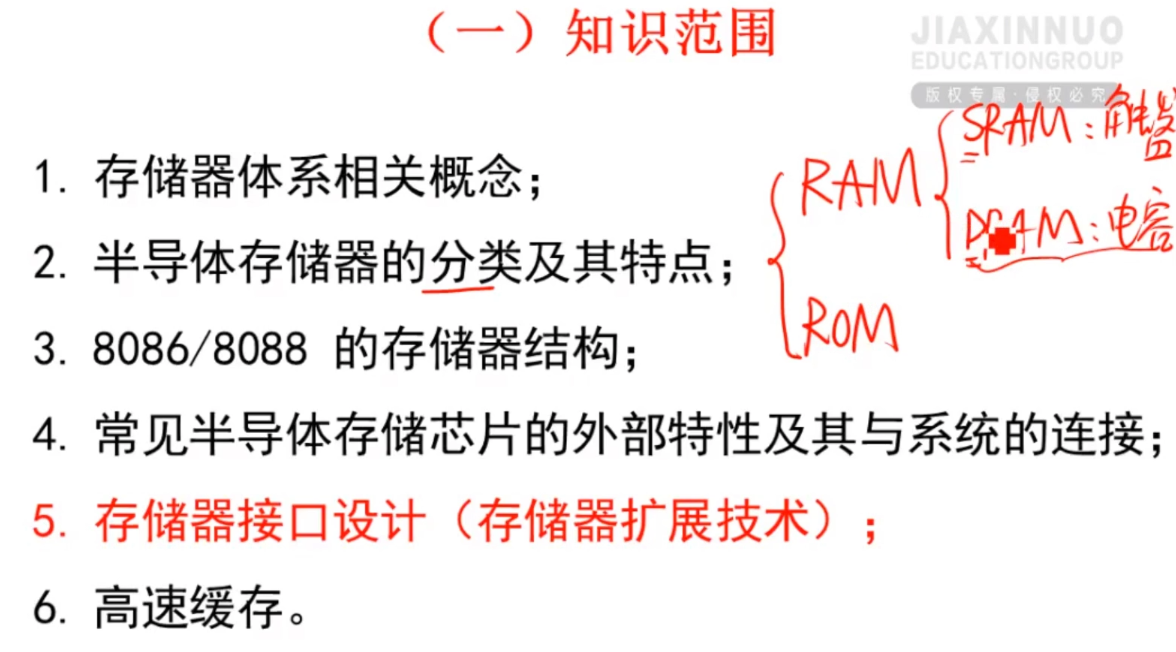 （一）知识范围
JIAXINNUO
EDUCATIONGROUP
版权专属·侵权必究
1. 存储器体系相关概念；
2. 半导体存储器的分类及其特点；
3. 8086/8088 的存储器结构；
4. 常见半导体存储芯片的外部特性及其与系统的连接；
5. 存储器接口设计（存储器扩展技术）；
6. 高速缓存。
RAM
SRAM：触发器
DRAM：电容
ROM